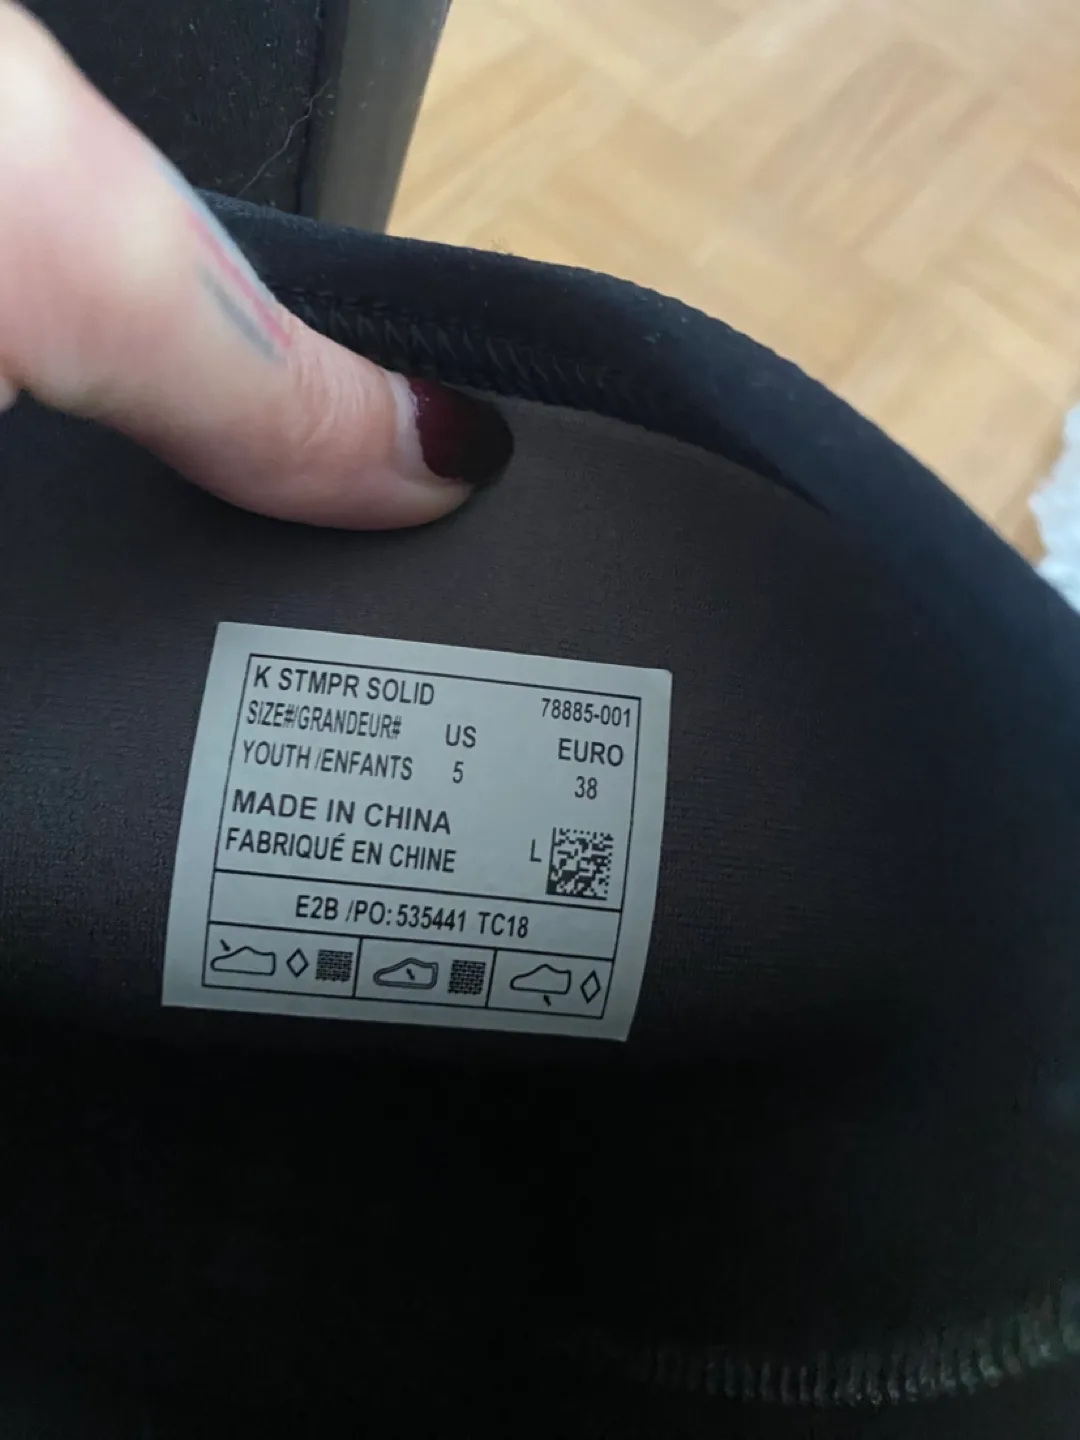 K STMPR SOLID 78885-001
SIZE#/GRANDEUR# US EURO
YOUTH /ENFANTS 5 38
MADE IN CHINA
FABRIQUÉ EN CHINE L
E2B /PO: 535441 TC18